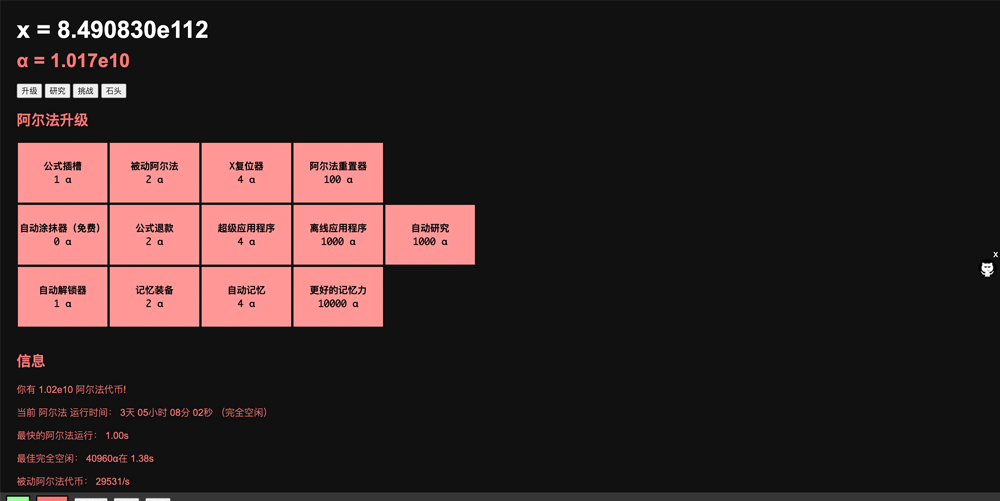 x = 8.490830e112
α = 1.017e10
升级 研究 挑战 石头
阿尔法升级
公式插槽 被动阿尔法 X复位器 阿尔法重置器
1 α 2 α 4 α 100 α
自动涂抹器（免费） 公式退款 超级应用程序 离线应用程序 自动研究
0 α 2 α 4 α 1000 α 1000 α
自动解锁器 记忆装备 自动记忆 更好的记忆力
1 α 2 α 4 α 10000 α
x
信息
你有 1.02e10 阿尔法代币!
当前 阿尔法 运行时间： 3天 05小时 08分 02秒 （完全空闲）
最快的阿尔法运行： 1.00s
最佳完全空闲： 40960α在 1.38s
被动阿尔法代币： 29531/s